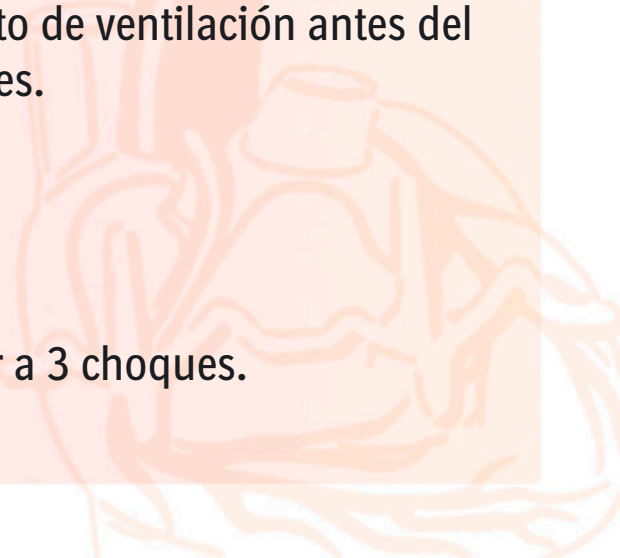 to de ventilación antes del
es.
r a 3 choques.